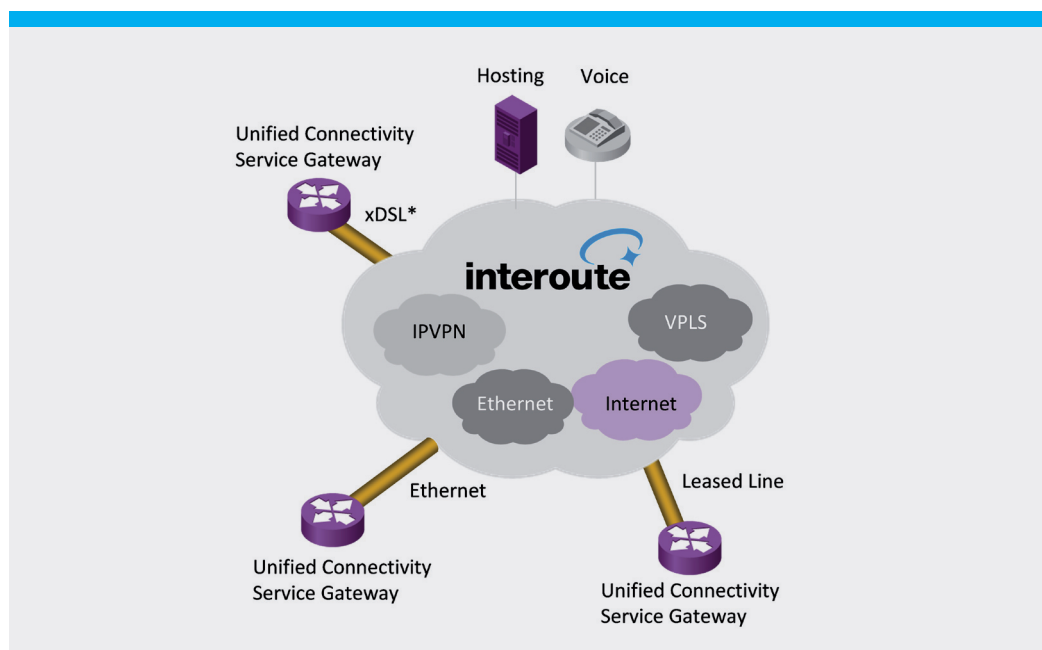 Hosting
Voice
Unified Connectivity
Service Gateway
xDSL*
interoute
IPVPN
VPLS
Ethernet
Internet
Ethernet
Leased Line
Unified Connectivity
Service Gateway
Unified Connectivity
Service Gateway